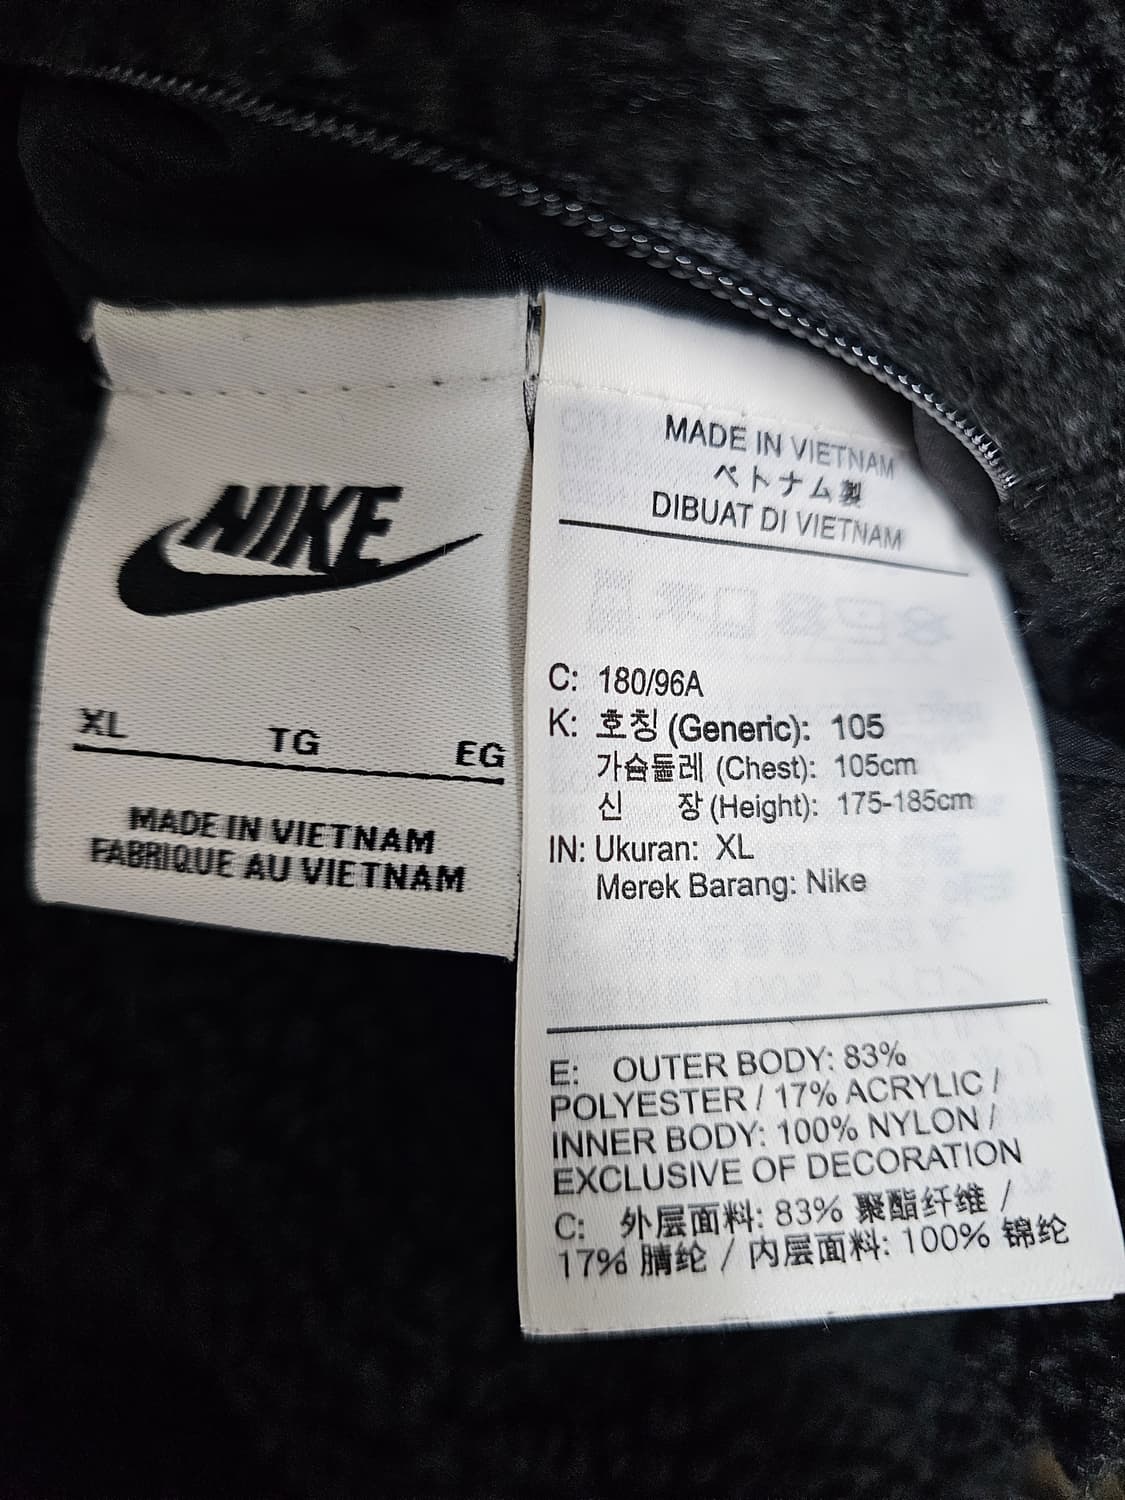 NIKE
XL TG EG
MADE IN VIETNAM
FABRIQUE AU VIETNAM
MADE IN VIETNAM
ベトナム製
DIBUAT DI VIETNAM
C: 180/96A
K: 호칭 (Generic): 105
가슴둘레 (Chest): 105cm
신 장 (Height): 175-185cm
IN: Ukuran: XL
Merek Barang: Nike
E: OUTER BODY: 83%
POLYESTER / 17% ACRYLIC /
INNER BODY: 100% NYLON /
EXCLUSIVE OF DECORATION
C: 外层面料: 83% 聚酯纤维 /
17% 腈纶 / 内层面料: 100% 锦纶